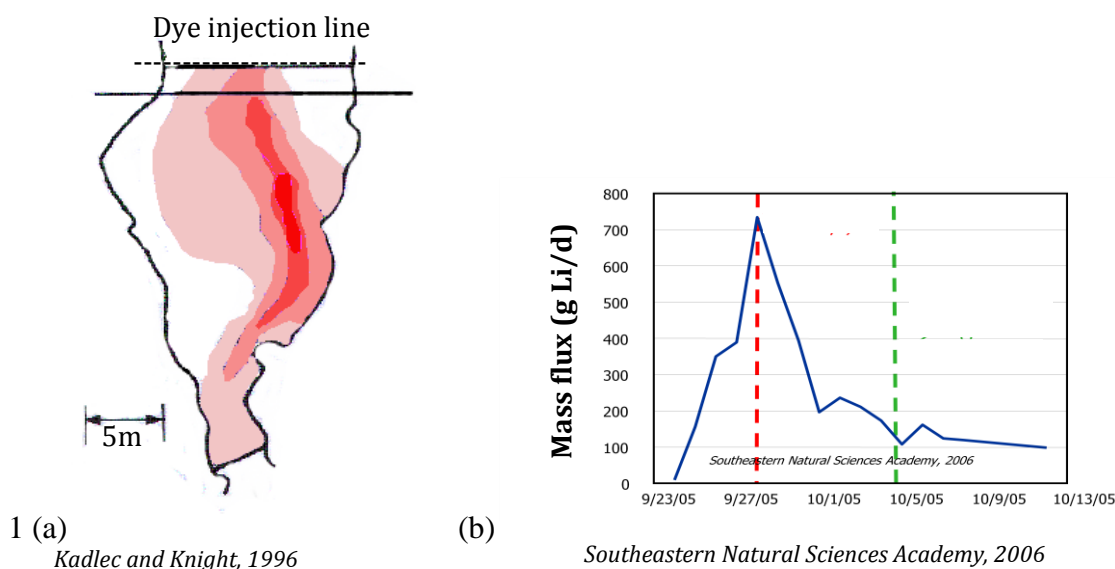 Dye injection line
5m
1 (a)
Kadlec and Knight, 1996
Mass flux (g Li/d)
800
700
600
500
400
300
200
100
0
Southeastern Natural Sciences Academy, 2006
9/23/05 9/27/05 10/1/05 10/5/05 10/9/05 10/13/05
(b)
Southeastern Natural Sciences Academy, 2006